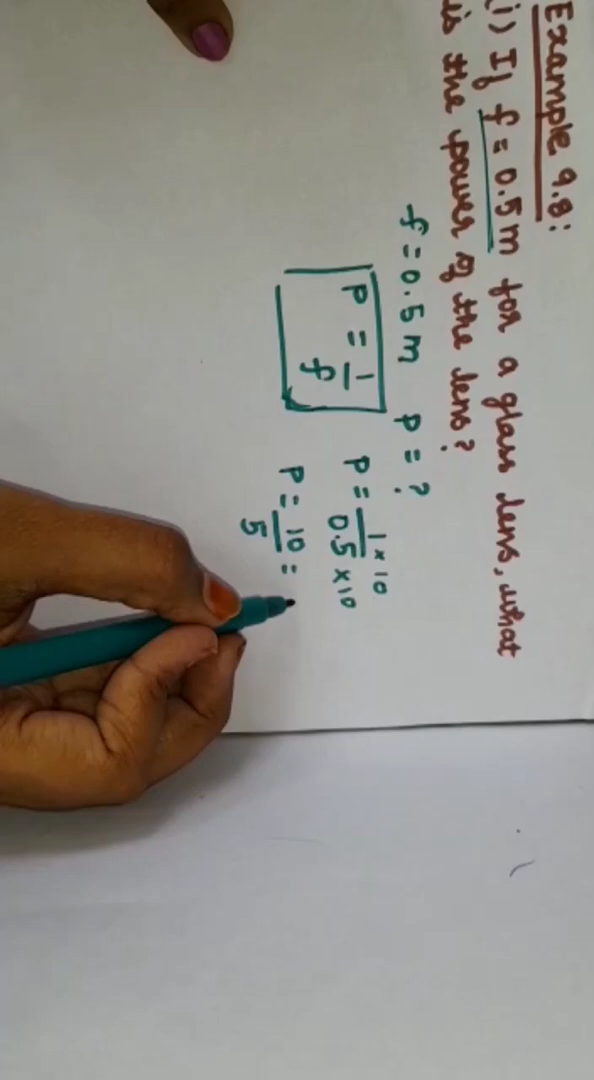 Example 9.8:
(i) If f = 0.5m for a glass lens, what
is the power of the lens?
f = 0.5 m P = ?
P = 1/f
P = 1 × 10 / 0.5 × 10
P = 10/5 =